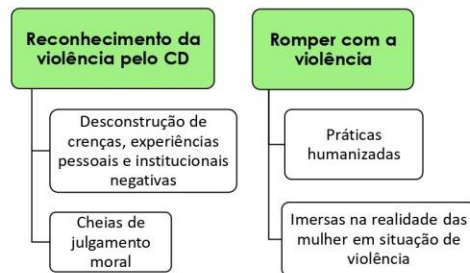 Reconhecimento da
violência pelo CD
Desconstrução de
crenças, experiências
pessoais e institucionais
negativas
Cheias de
julgamento
moral
Romper com a
violência
Práticas
humanizadas
Imersas na realidade das
mulher em situação de
violência